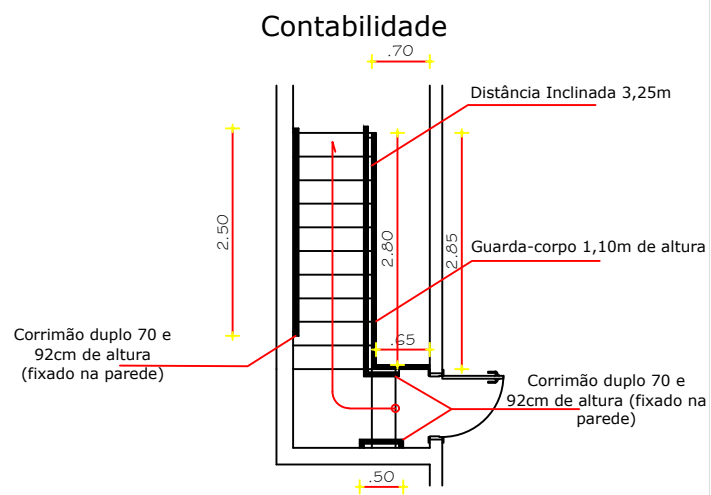 Contabilidade
.70
Distância Inclinada 3,25m
2.50
2.80
2.85
Guarda-corpo 1,10m de altura
.65
Corrimão duplo 70 e
92cm de altura
(fixado na parede)
Corrimão duplo 70 e
92cm de altura (fixado na
parede)
.50